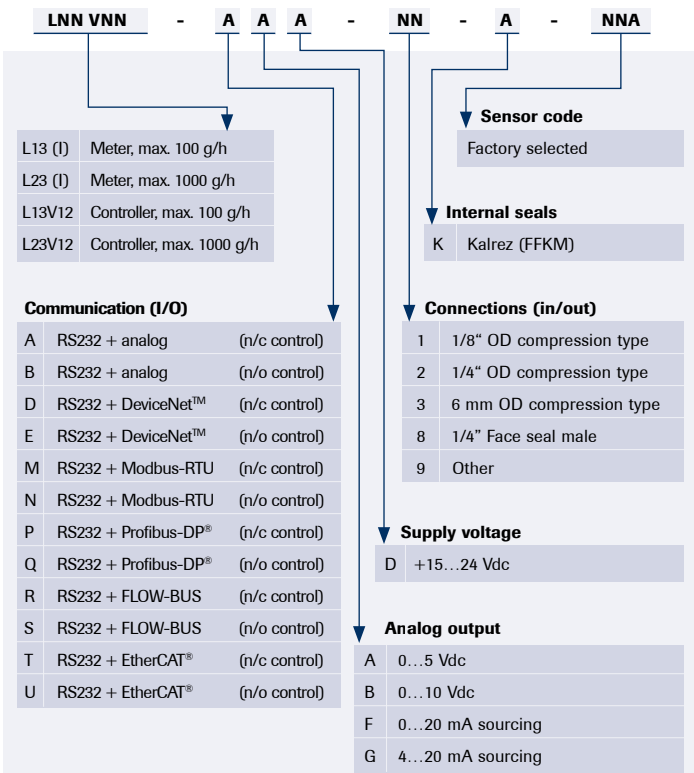 LNN VNN - A A A - NN - A - NNA
Sensor code
Factory selected
L13 (I) Meter, max. 100 g/h
L23 (I) Meter, max. 1000 g/h
L13V12 Controller, max. 100 g/h
L23V12 Controller, max. 1000 g/h
Internal seals
K Kalrez (FFKM)
Communication (I/O)
A RS232 + analog (n/c control)
B RS232 + analog (n/o control)
D RS232 + DeviceNet™ (n/c control)
E RS232 + DeviceNet™ (n/o control)
M RS232 + Modbus-RTU (n/c control)
N RS232 + Modbus-RTU (n/o control)
P RS232 + Profibus-DP® (n/c control)
Q RS232 + Profibus-DP® (n/o control)
R RS232 + FLOW-BUS (n/c control)
S RS232 + FLOW-BUS (n/o control)
T RS232 + EtherCAT® (n/c control)
U RS232 + EtherCAT® (n/o control)
Connections (in/out)
1 1/8“ OD compression type
2 1/4“ OD compression type
3 6 mm OD compression type
8 1/4” Face seal male
9 Other
Supply voltage
D +15…24 Vdc
Analog output
A 0…5 Vdc
B 0…10 Vdc
F 0…20 mA sourcing
G 4…20 mA sourcing